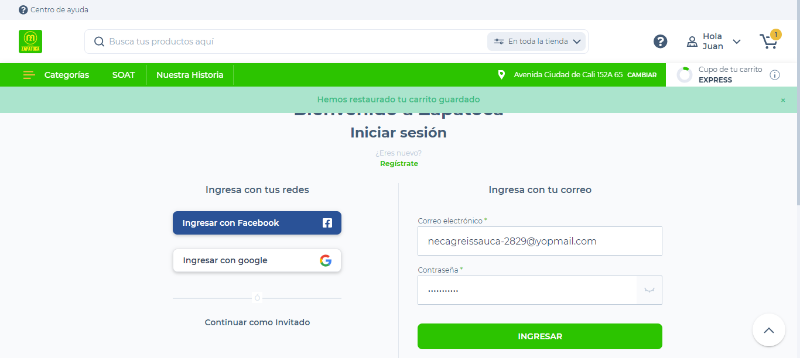 Centro de ayuda
Busca tus productos aquí
En toda la tienda
Hola
Juan
1
Categorías
SOAT
Nuestra Historia
Avenida Ciudad de Cali 152A 65 CAMBIAR
Cupo de tu carrito
EXPRESS
Hemos restaurado tu carrito guardado
×
Bienvenido a Zapatoca
Iniciar sesión
¿Eres nuevo?
Regístrate
Ingresa con tus redes
Ingresa con tu correo
Ingresar con Facebook
Correo electrónico *
necagreissauca-2829@yopmail.com
Ingresar con google
Contraseña *
•••••••••••
O
Continuar como Invitado
INGRESAR